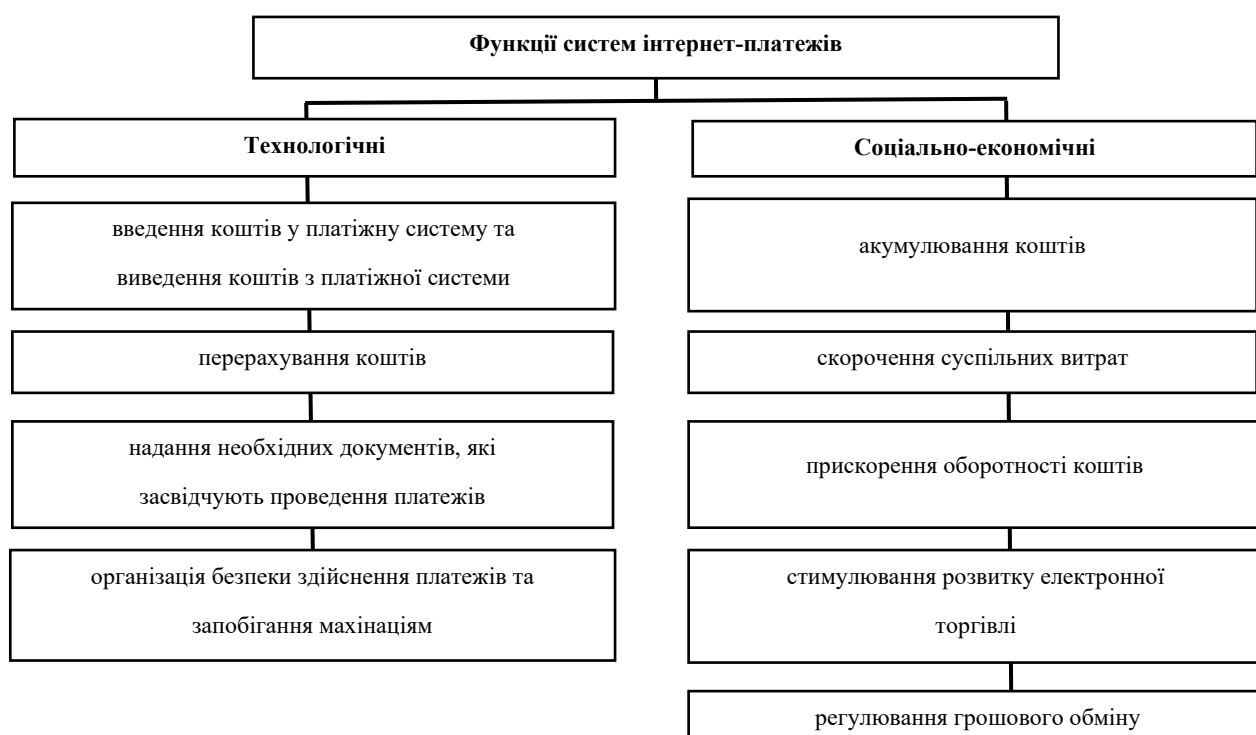 Функції систем інтернет-платежів
Технологічні
введення коштів у платіжну систему та
виведення коштів з платіжної системи
перерахування коштів
надання необхідних документів, які
засвідчують проведення платежів
організація безпеки здійснення платежів та
запобігання махінаціям
Соціально-економічні
акумулювання коштів
скорочення суспільних витрат
прискорення оборотності коштів
стимулювання розвитку електронної
торгівлі
регулювання грошового обміну